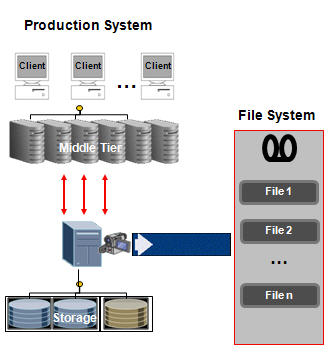 Production System
Client Client ... Client
Middle Tier
Storage
File System
File 1
File 2
...
File n